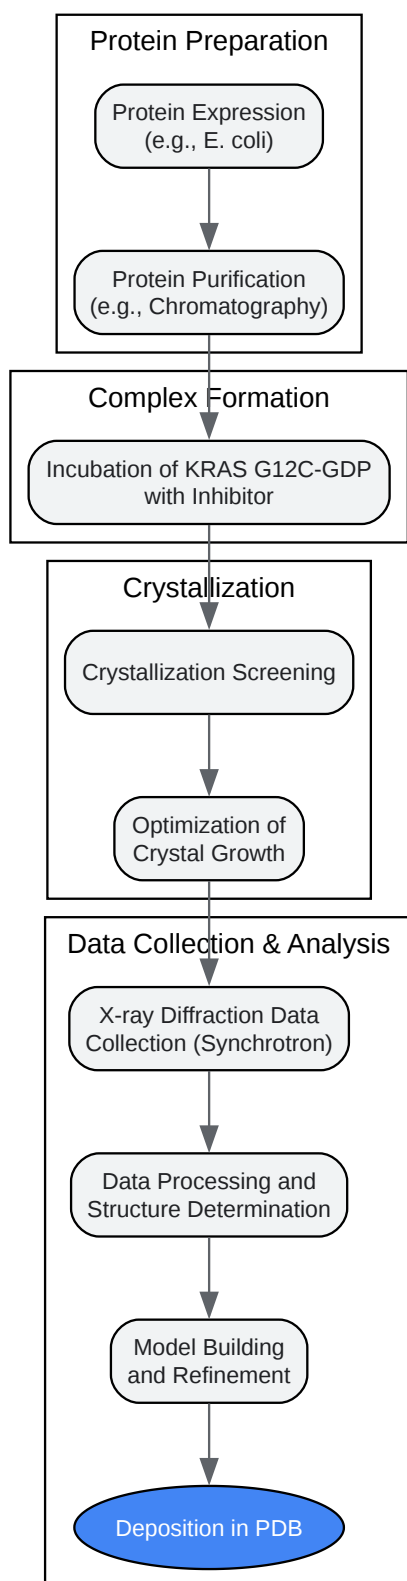 Protein Preparation
Protein Expression
(e.g., E. coli)
Protein Purification
(e.g., Chromatography)
Complex Formation
Incubation of KRAS G12C-GDP
with Inhibitor
Crystallization
Crystallization Screening
Optimization of
Crystal Growth
Data Collection & Analysis
X-ray Diffraction Data
Collection (Synchrotron)
Data Processing and
Structure Determination
Model Building
and Refinement
Deposition in PDB